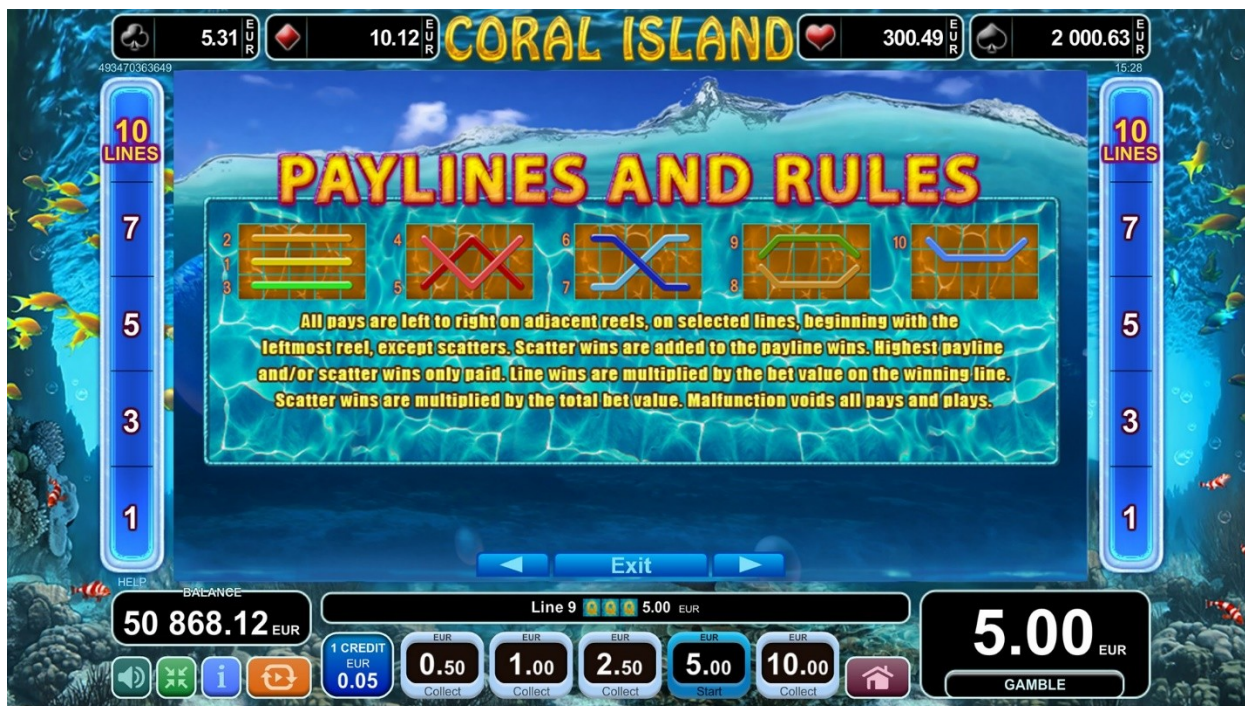 5.31 EUR
10.12 EUR
CORAL ISLAND
300.49 EUR
2 000.63 EUR
493470363649
15:28
10
LINES
7
5
3
1
10
LINES
7
5
3
1
PAYLINES AND RULES
2
1
3
4
5
6
7
9
8
10
All pays are left to right on adjacent reels, on selected lines, beginning with the
leftmost reel, except scatters. Scatter wins are added to the payline wins. Highest payline
and/or scatter wins only paid. Line wins are multiplied by the bet value on the winning line.
Scatter wins are multiplied by the total bet value. Malfunction voids all pays and plays.
Exit
HELP
BALANCE
50 868.12 EUR
Line 9 Q Q Q 5.00 EUR
1 CREDIT
EUR
0.05
EUR
0.50
Collect
EUR
1.00
Collect
EUR
2.50
Collect
EUR
5.00
Start
EUR
10.00
Collect
5.00 EUR
GAMBLE
i